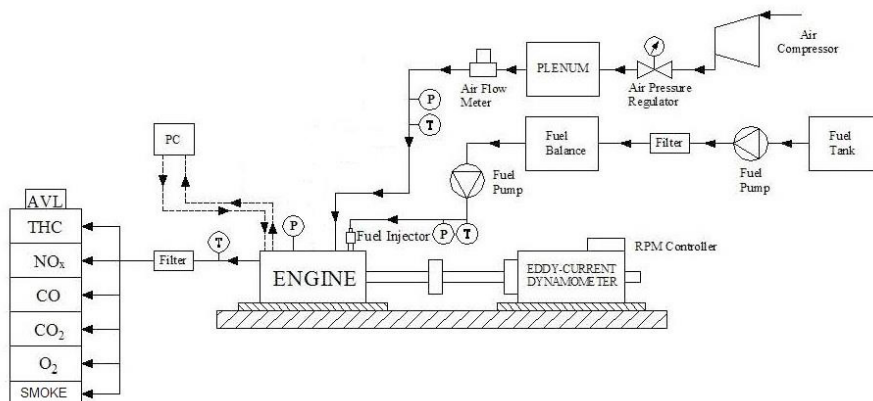 Air
Compressor
PLENUM
Air Flow
Meter
Air Pressure
Regulator
P
T
PC
Fuel
Balance
Filter
Fuel
Pump
Fuel
Tank
Fuel
Pump
AVL
THC
NOₓ
CO
CO₂
O₂
SMOKE
Filter
T
P
Fuel Injector
P
T
RPM Controller
ENGINE
EDDY-CURRENT
DYNAMOMETER